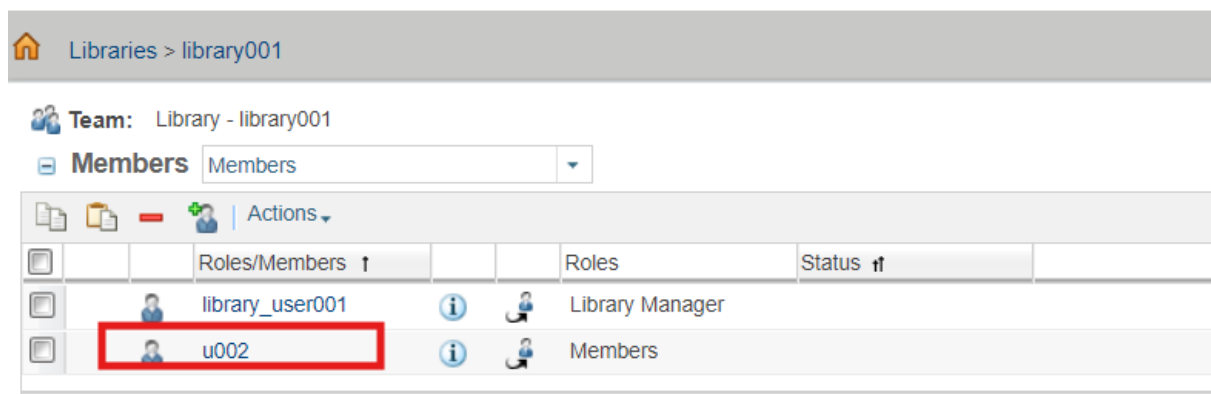 Libraries > library001
Team: Library - library001
Members Members
Actions
Roles/Members Roles Status
library_user001 Library Manager
u002 Members